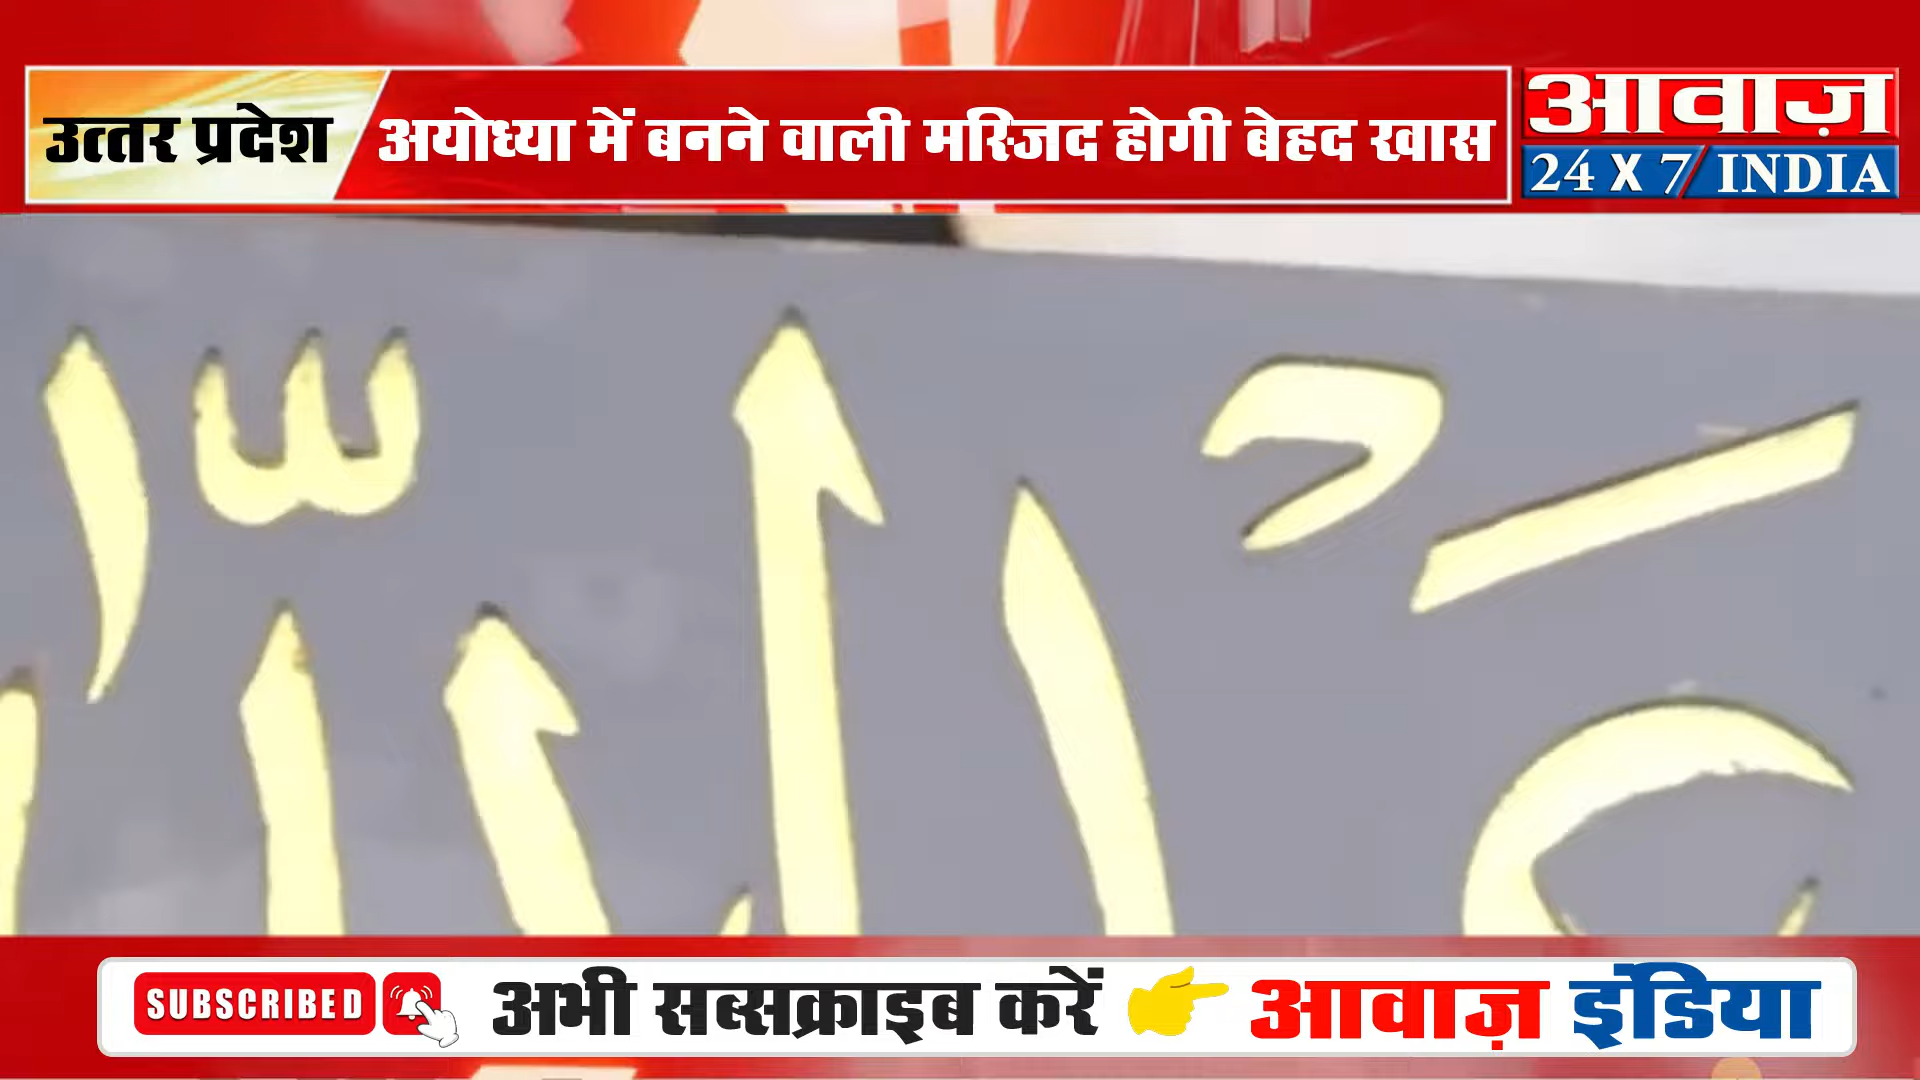 उत्तर प्रदेश
अयोध्या में बनने वाली मस्जिद होगी बेहद खास
आवाज़
24 X 7 INDIA
SUBSCRIBED
अभी सब्सक्राइब करें 👉 आवाज़ इंडिया